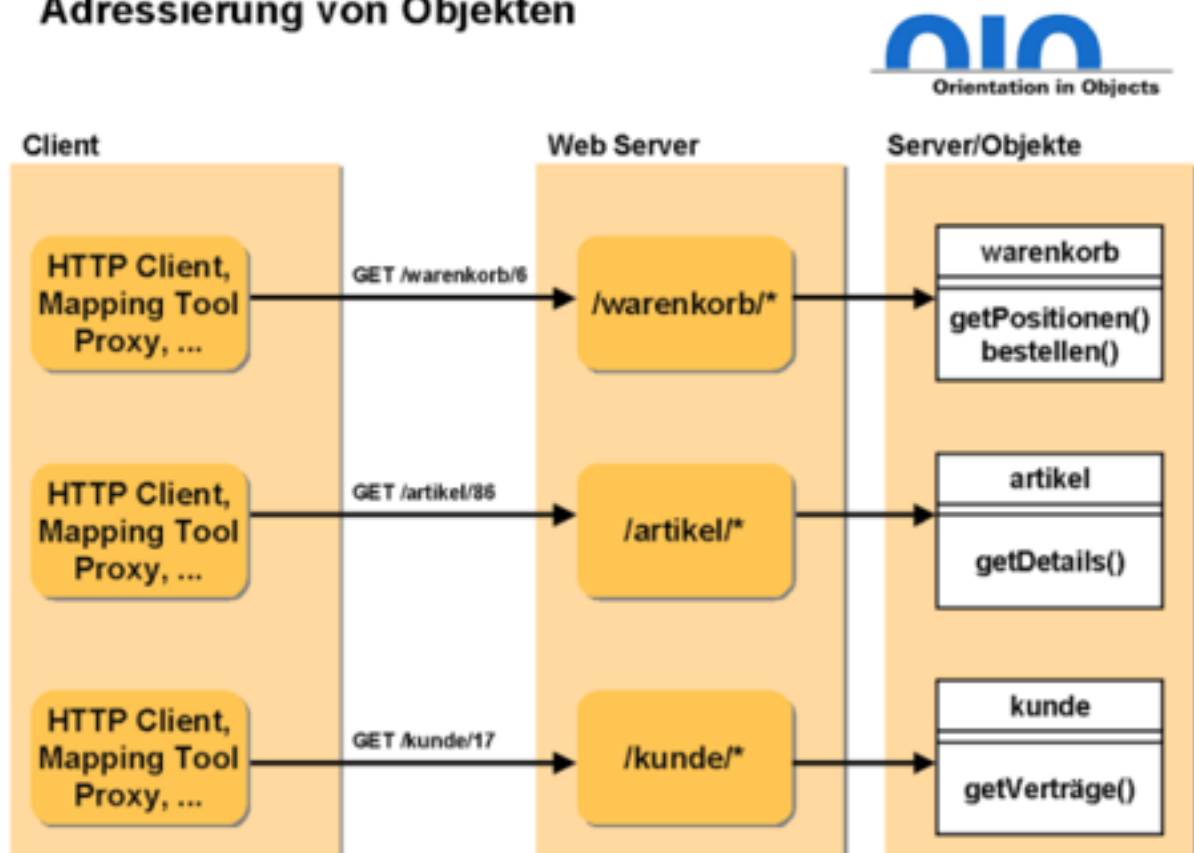 Adressierung von Objekten
OIO
Orientation in Objects
Client
Web Server
Server/Objekte
HTTP Client,
Mapping Tool
Proxy, ...
GET /warenkorb/6
/warenkorb/*
warenkorb
getPositionen()
bestellen()
HTTP Client,
Mapping Tool
Proxy, ...
GET /artikel/86
/artikel/*
artikel
getDetails()
HTTP Client,
Mapping Tool
Proxy, ...
GET /kunde/17
/kunde/*
kunde
getVerträge()